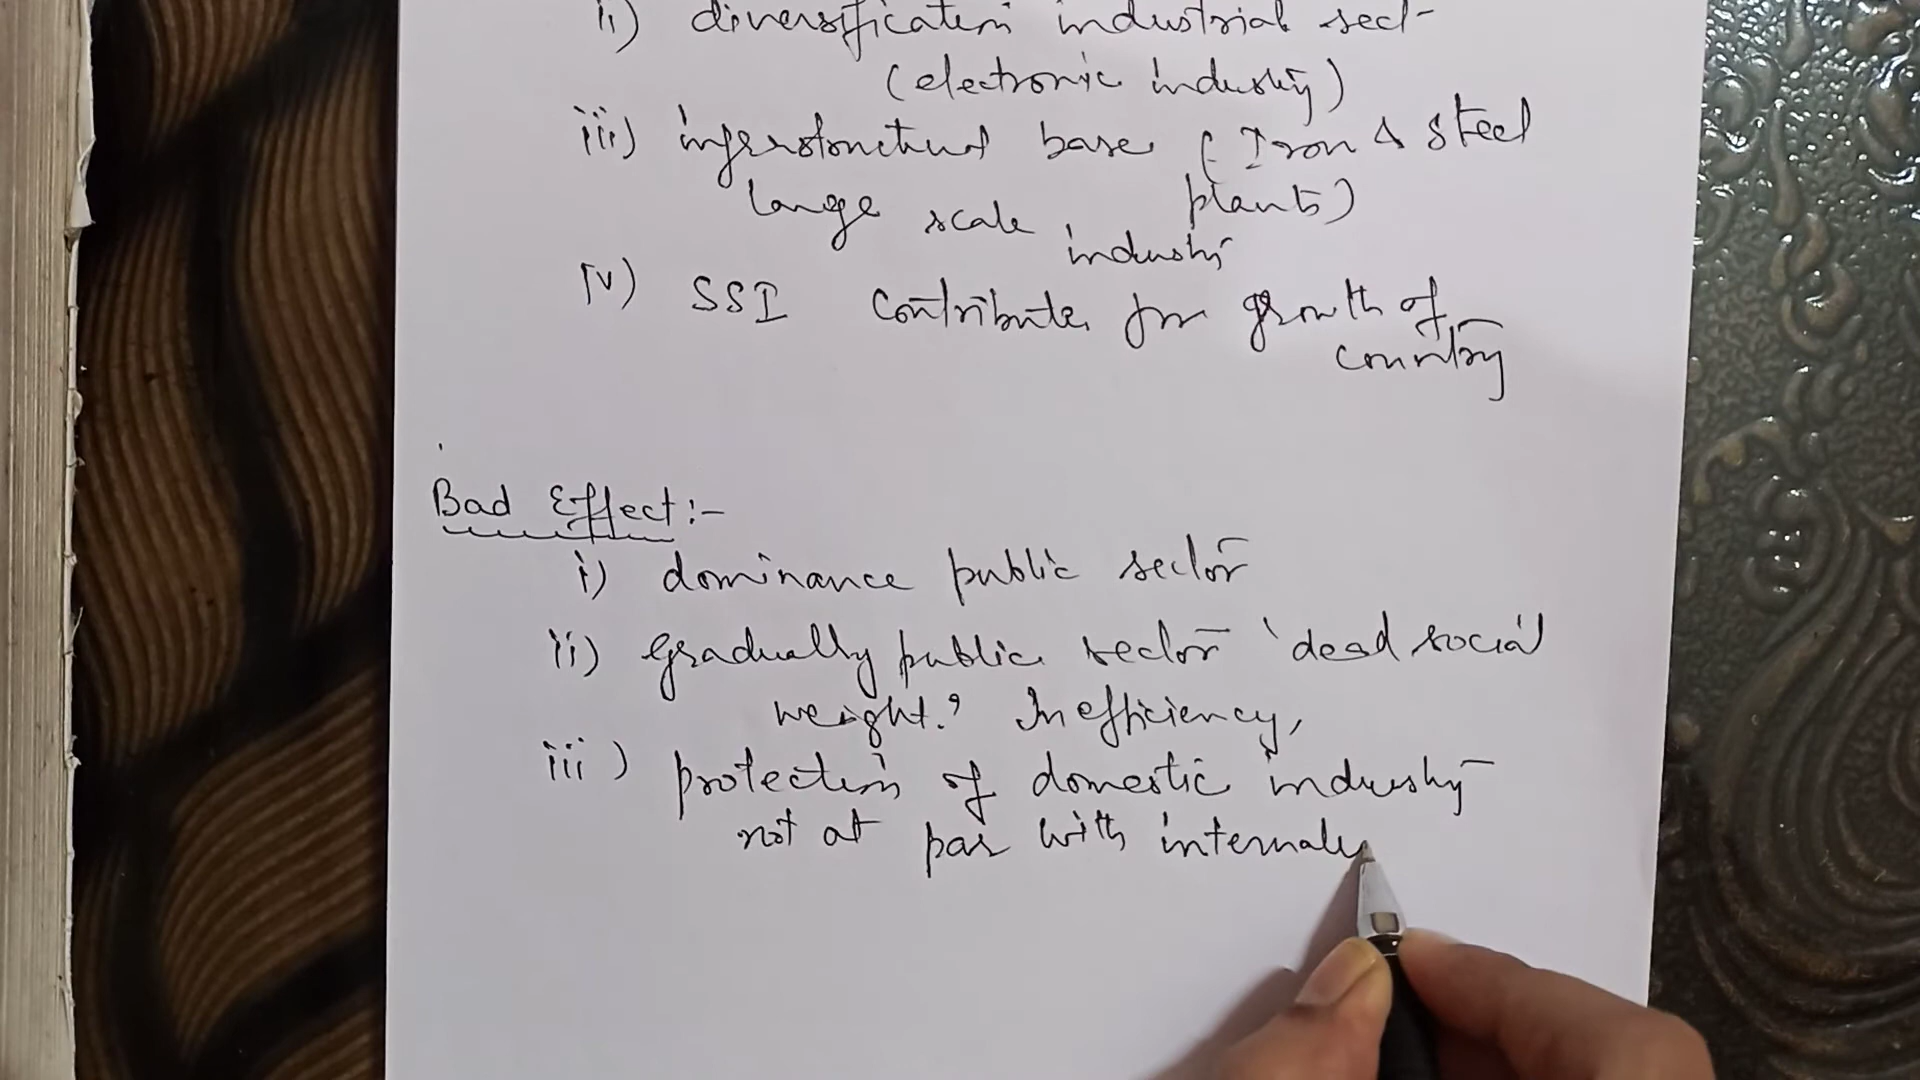 ii) diversification industrial sect
(electronic industry)
iii) infrastructural base (Iron & steel
plants)
large scale industry
iv) SSI contribute for growth of
country
Bad Effect:-
i) dominance public sector
ii) gradually public sector 'dead social
weight.' Inefficiency,
iii) protection of domestic industry
not at par with